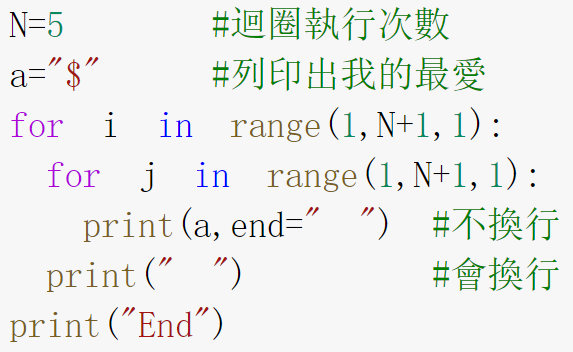 N=5        #迴圈執行次數
a="$"      #列印出我的最愛
for  i  in  range(1,N+1,1):
  for  j  in  range(1,N+1,1):
    print(a,end="  ")  #不換行
  print("  ")          #會換行
print("End")